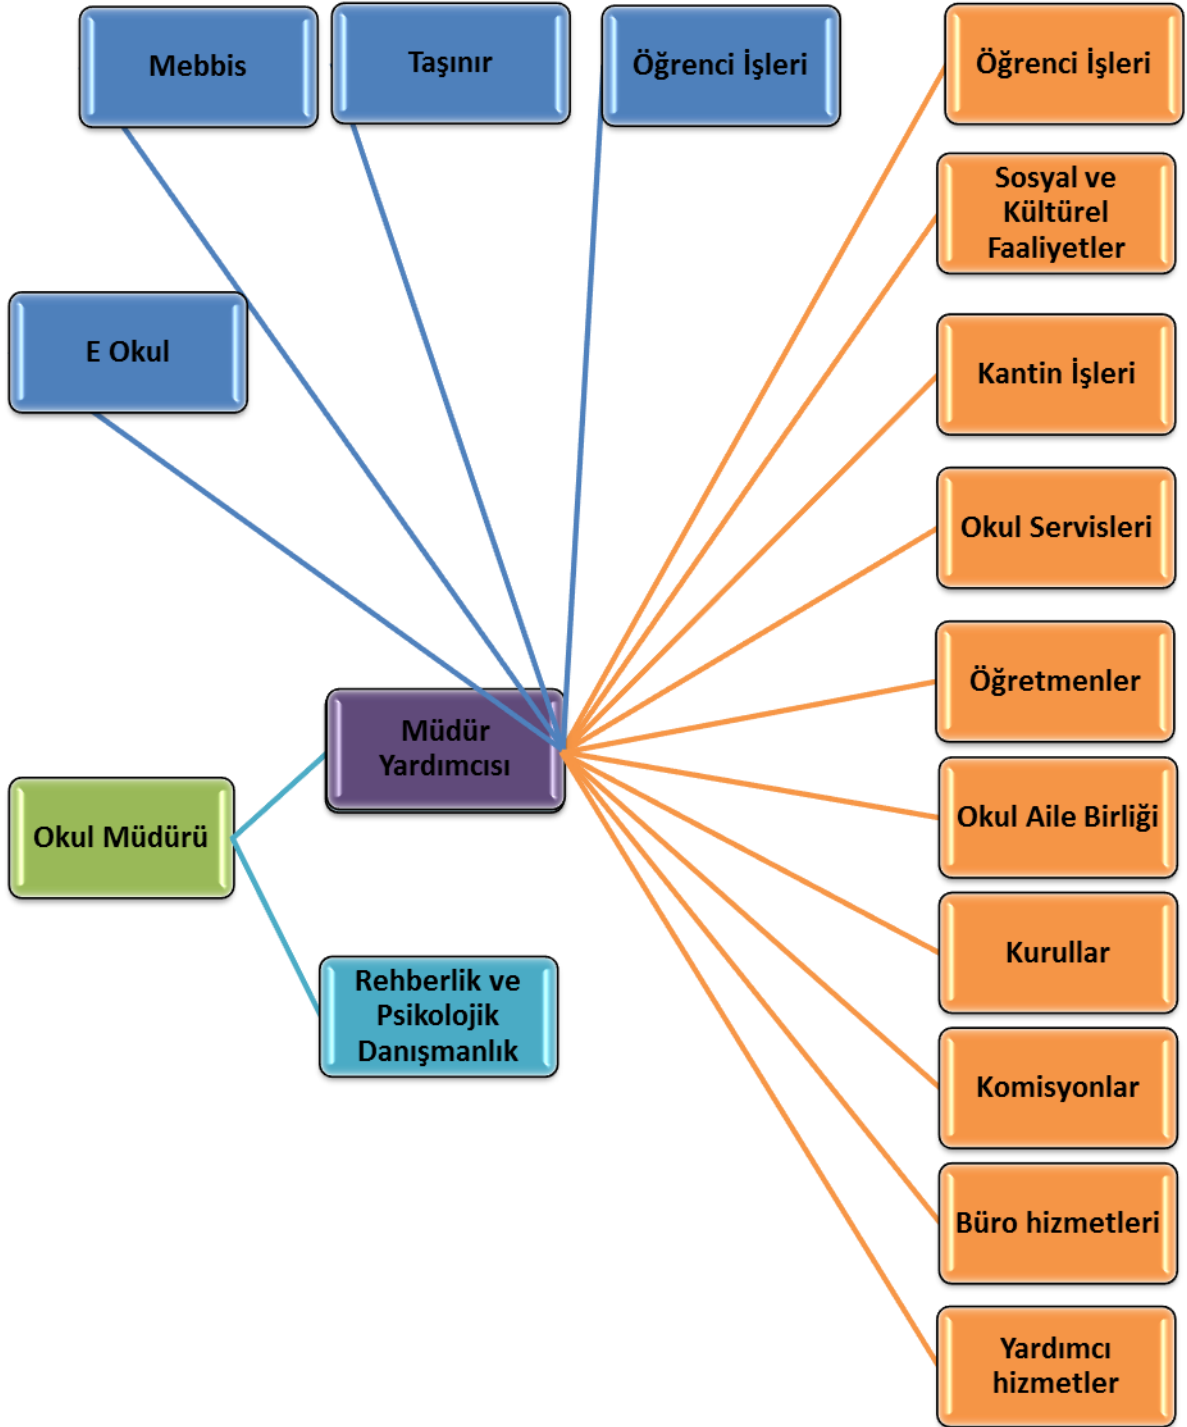 Mebbis
Taşınır
Öğrenci İşleri
E Okul
Müdür
Yardımcısı
Okul Müdürü
Rehberlik ve
Psikolojik
Danışmanlık
Öğrenci İşleri
Sosyal ve
Kültürel
Faaliyetler
Kantin İşleri
Okul Servisleri
Öğretmenler
Okul Aile Birliği
Kurullar
Komisyonlar
Büro hizmetleri
Yardımcı
hizmetler